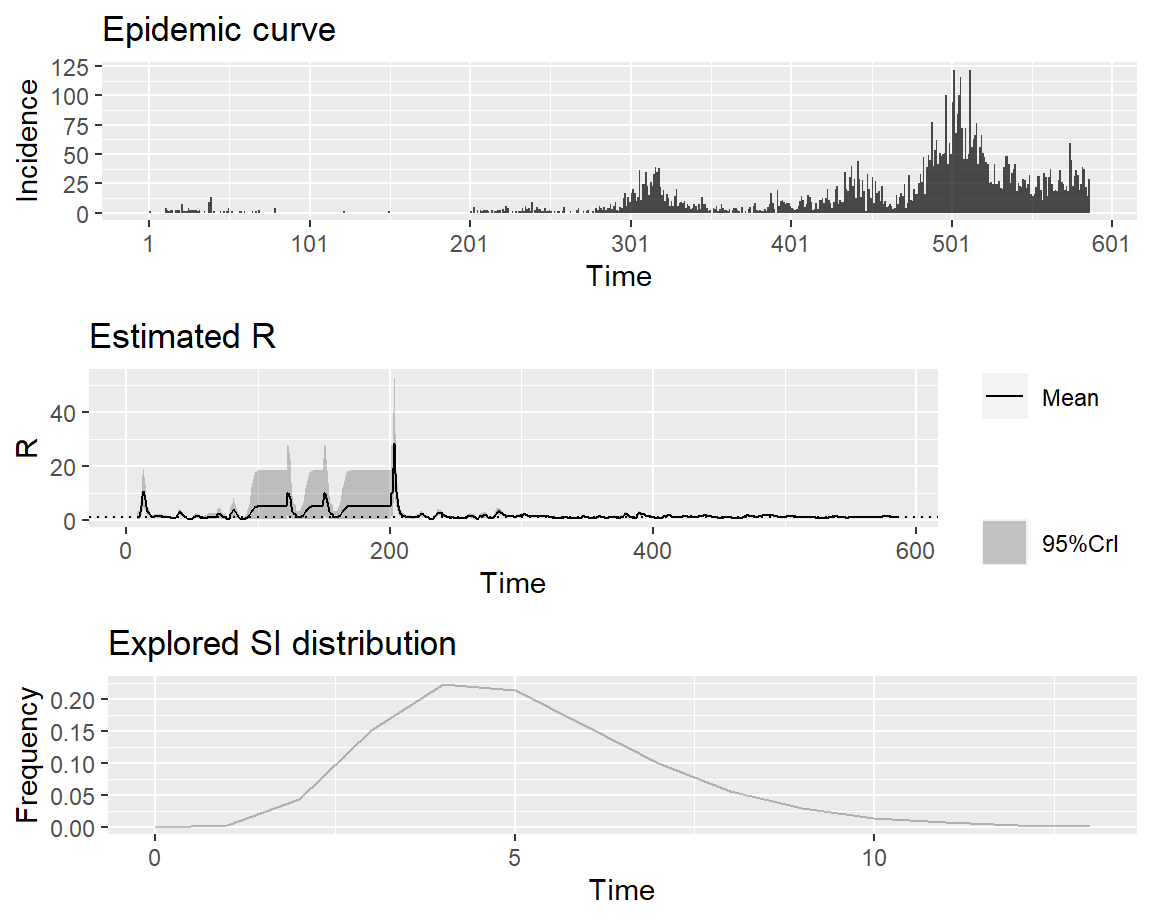 Epidemic curve
125
100
75
50
25
0
Incidence
1 101 201 301 401 501 601
Time
Estimated R
40
20
0
R
0 200 400 600
Time
Mean
95%CrI
Explored SI distribution
0.20
0.15
0.10
0.05
0.00
Frequency
0 5 10
Time